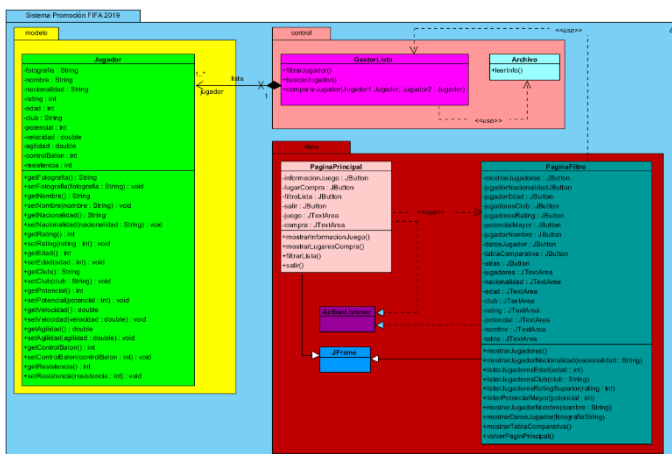 Sistema Promoción FIFA 2019
modelo
Jugador
-fotografia : String
-nombre : String
-nacionalidad : String
-rating : int
-edad : int
-club : String
-potencial : int
-velocidad : double
-agilidad : double
-controlBalon : int
-resistencia : int
+getFotografia() : String
+setFotografia(fotografia : String) : void
+getNombre() : String
+setNombre(nombre : String) : void
+getNacionalidad() : String
+setNacionalidad(nacionalidad : String) : void
+getRating() : int
+setRating(rating : int) : void
+getEdad() : int
+setEdad(edad : int) : void
+getClub() : String
+setClub(club : String) : void
+getPotencial() : int
+setPotencial(potencial : int) : void
+getVelocidad() : double
+setVelocidad(velocidad : double) : void
+getAgilidad() : double
+setAgilidad(agilidad : double) : void
+getControlBalon() : int
+setControlBalon(controlBalon : int) : void
+getResistencia() : int
+setResistencia(resistencia : int) : void
1..*
lista
jugador
1
control
GestorLista
+filtrarJugador()
+buscarJugador()
+compararJugador(Jugador1 : Jugador, Jugador2 : Jugador)
Archivo
+leerInfo()
<<use>>
<<use>>
vista
PaginaPrincipal
-informacionJuego : JButton
-lugarCompra : JButton
-filtroLista : JButton
-salir : JButton
-juego : JTextArea
-compra : JTextArea
+mostrarInformacionJuego()
+mostrarLugaresCompra()
+filtrarLista()
+salir()
<<use>>
ActionListener
JFrame
PaginaFiltro
-mostrarJugadores : JButton
-jugadorNacionalidadJButton
-jugadorEdad : JButton
-jugadoresClub : JButton
-jugadoresRating : JButton
-potencialMayor : JButton
-jugadorNombre : JButton
-datosJugador : JButton
-tablaComparativa : JButton
-atras : JButton
-jugadores : JTextArea
-nacionalidad : JTextArea
-edad : JTextArea
-club : JTextArea
-rating : JTextArea
-potencial : JTextArea
-nombre : JTextArea
-tabla : JTextArea
+mostrarJugadores()
+mostrarJugadorNacionalidad(nacionalidad : String)
+listarJugadoresEdad(edad : int)
+listarJugadoresClub(club : String)
+listarJugadoresRatingSuperior(rating : int)
+listarPotencialMayor(potencial : int)
+mostrarJugadorNombre(nombre : String)
+mostrarDatosJugador(fotografiaString)
+mostrarTablaComparativa()
+volverPaginPrincipal()